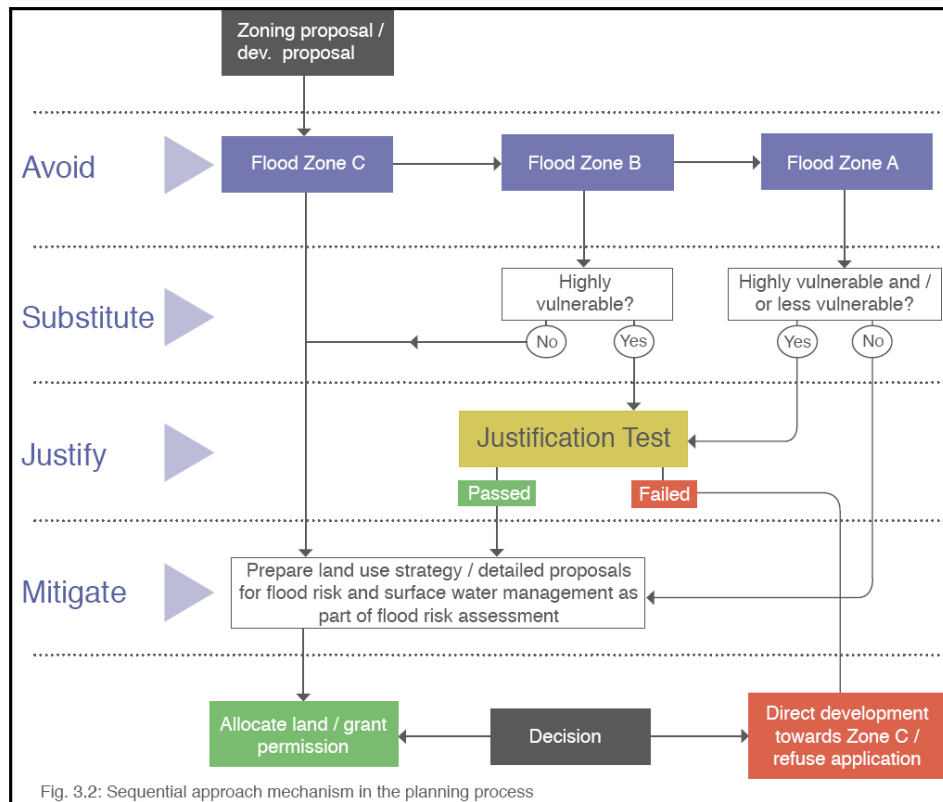 Zoning proposal /
dev. proposal
Avoid
Flood Zone C
Flood Zone B
Flood Zone A
Substitute
Highly
vulnerable?
Highly vulnerable and /
or less vulnerable?
No
Yes
Yes
No
Justify
Justification Test
Passed
Failed
Mitigate
Prepare land use strategy / detailed proposals
for flood risk and surface water management as
part of flood risk assessment
Allocate land / grant
permission
Decision
Direct development
towards Zone C /
refuse application
Fig. 3.2: Sequential approach mechanism in the planning process